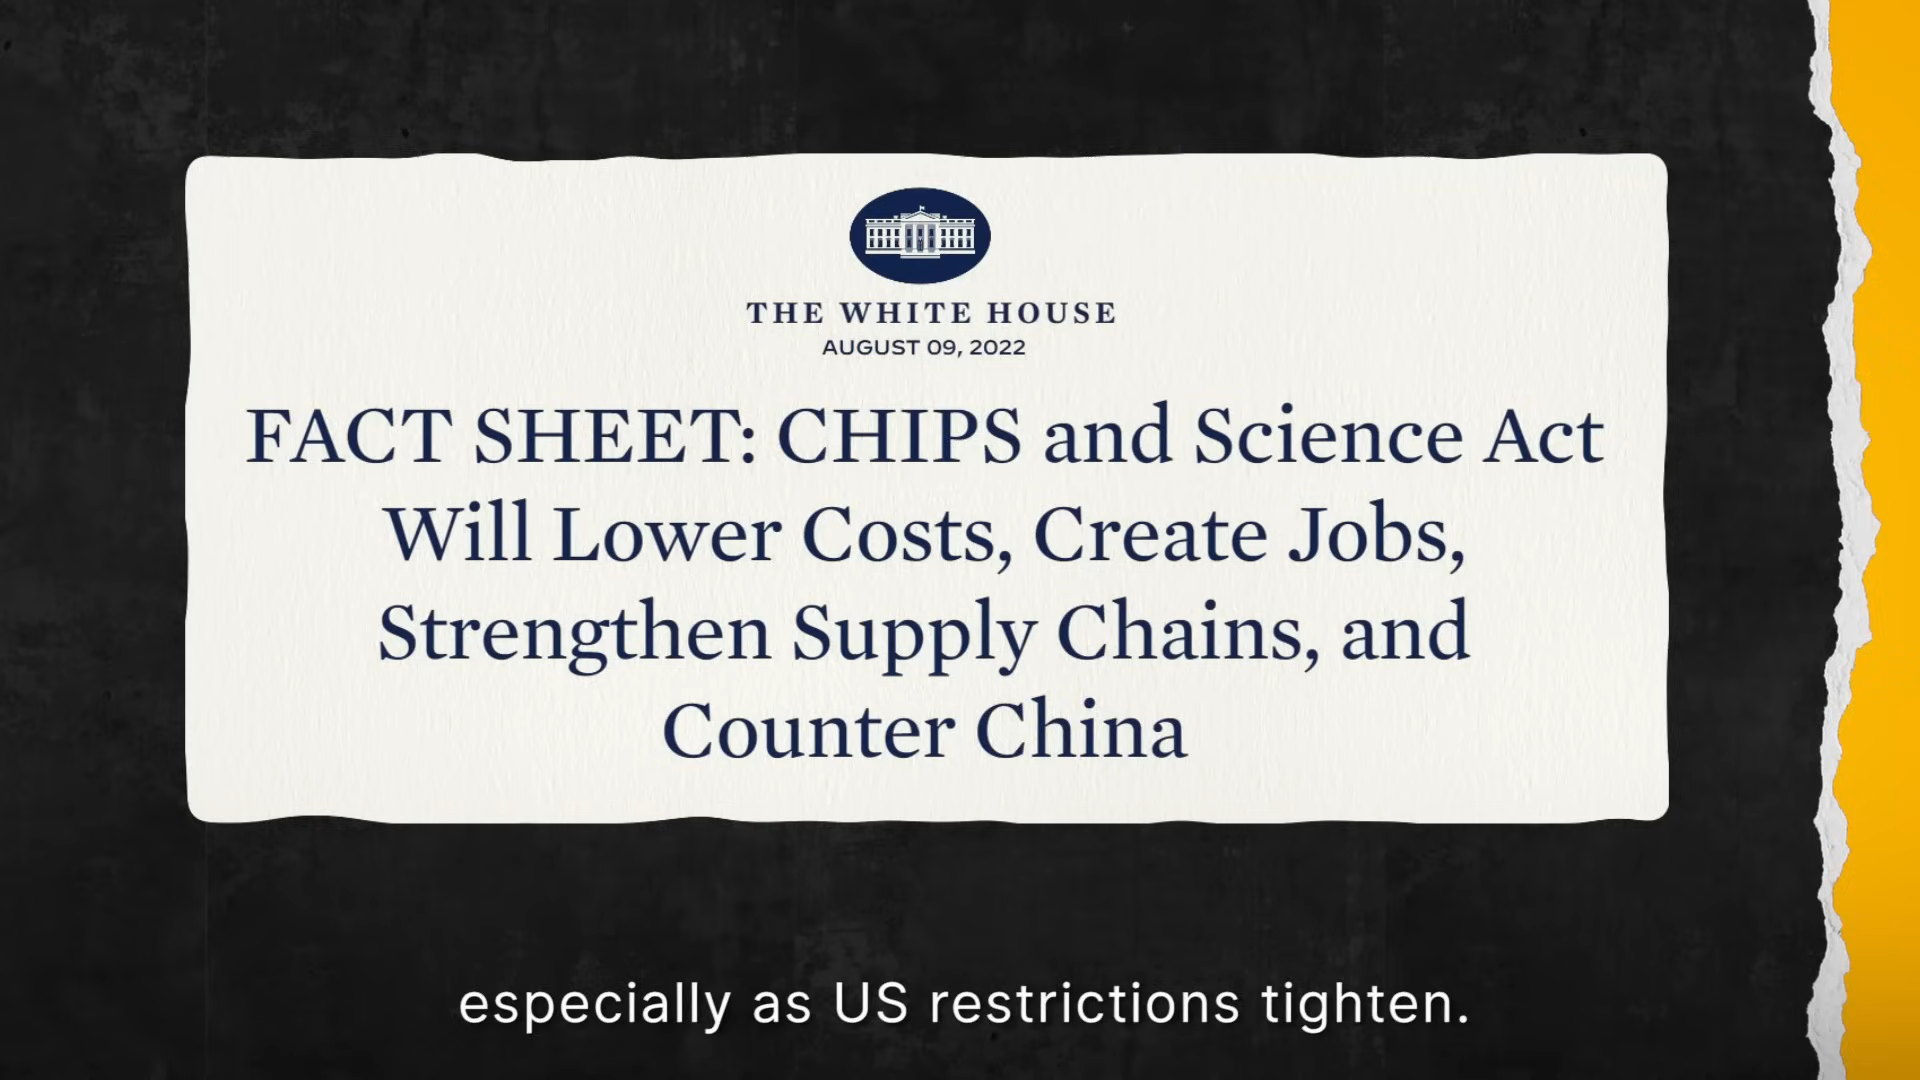 THE WHITE HOUSE
AUGUST 09, 2022
FACT SHEET: CHIPS and Science Act
Will Lower Costs, Create Jobs,
Strengthen Supply Chains, and
Counter China
especially as US restrictions tighten.